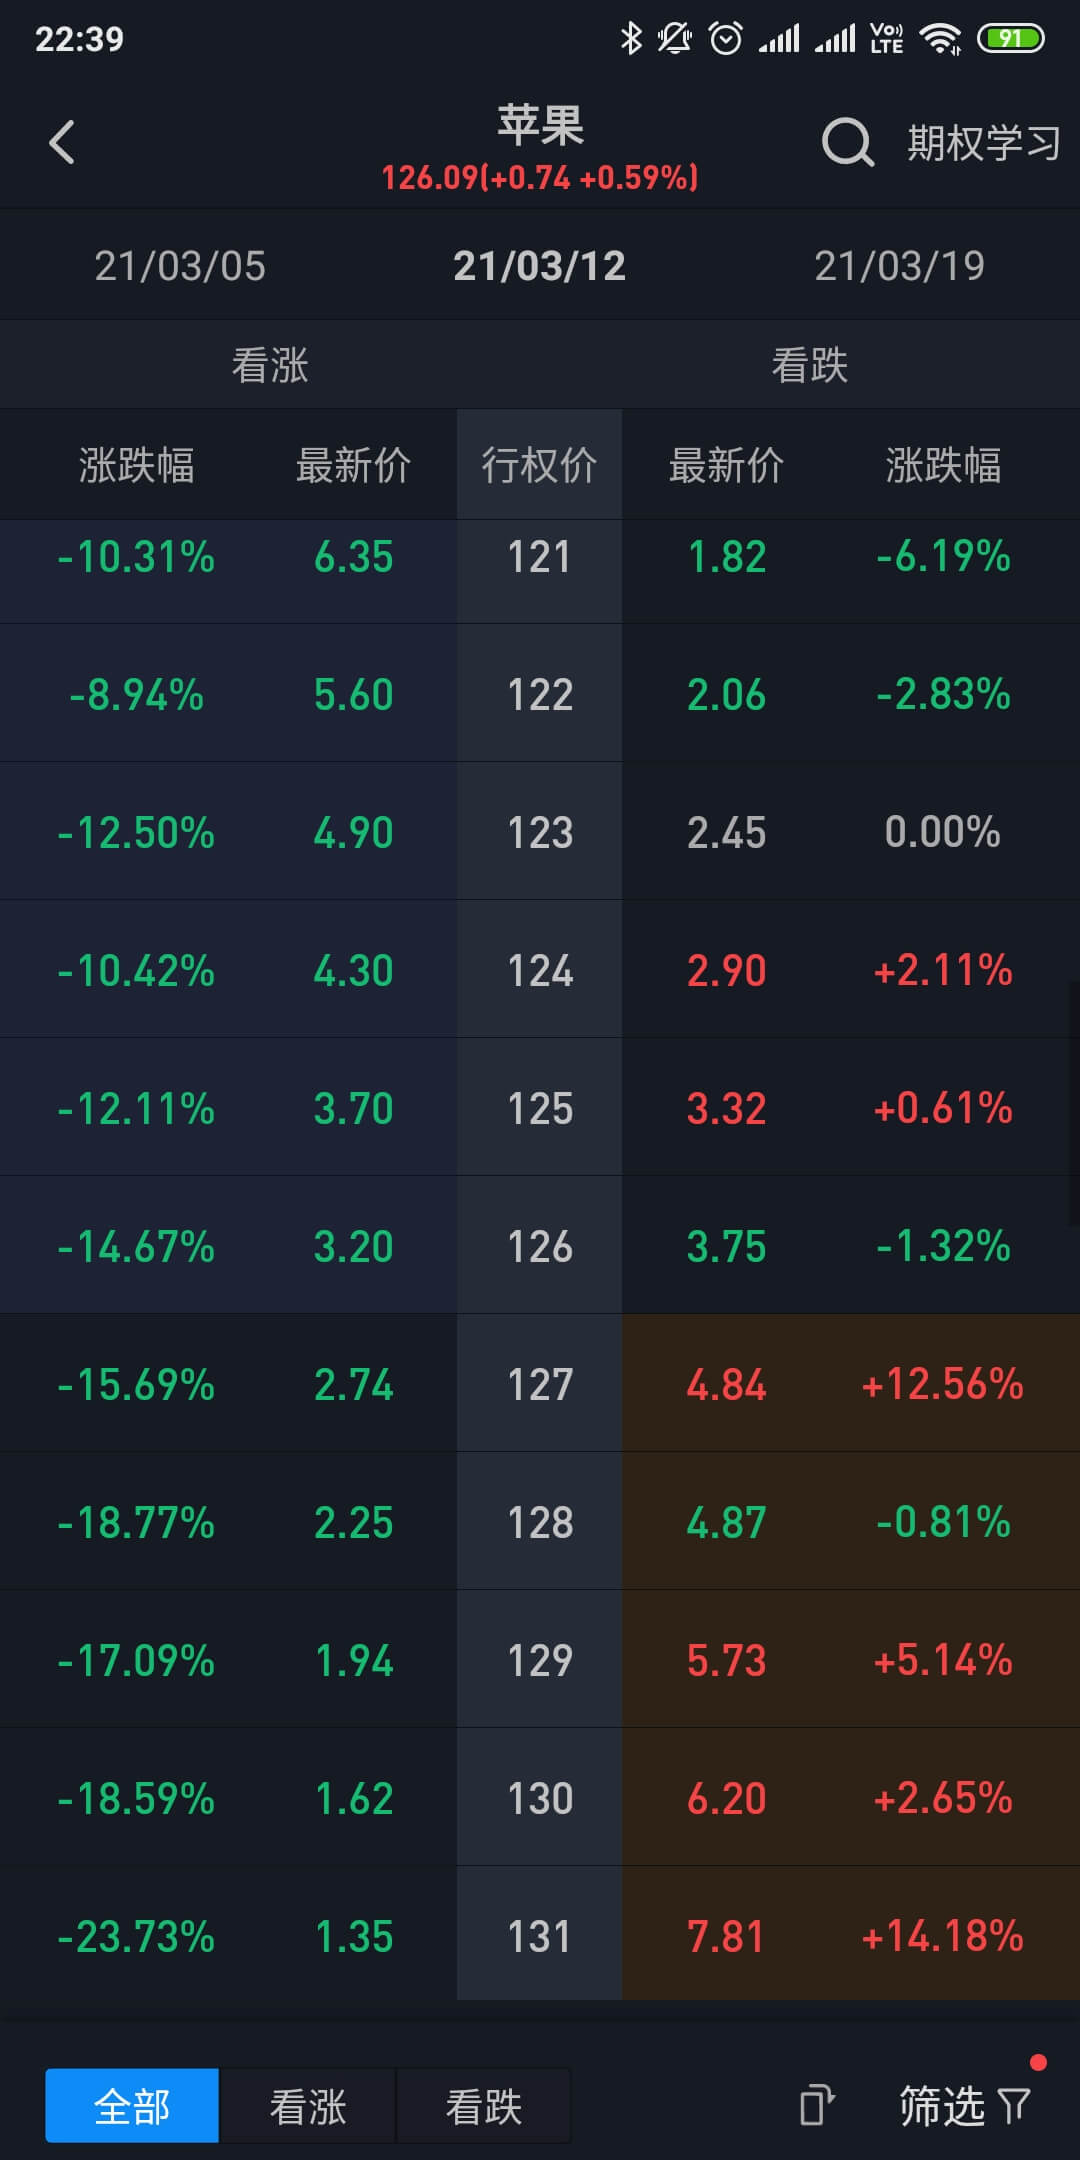 22:39 VoLTE 91
苹果
期权学习
126.09(+0.74 +0.59%)
21/03/05 21/03/12 21/03/19
看涨 看跌
涨跌幅 最新价 行权价 最新价 涨跌幅
-10.31% 6.35 121 1.82 -6.19%
-8.94% 5.60 122 2.06 -2.83%
-12.50% 4.90 123 2.45 0.00%
-10.42% 4.30 124 2.90 +2.11%
-12.11% 3.70 125 3.32 +0.61%
-14.67% 3.20 126 3.75 -1.32%
-15.69% 2.74 127 4.84 +12.56%
-18.77% 2.25 128 4.87 -0.81%
-17.09% 1.94 129 5.73 +5.14%
-18.59% 1.62 130 6.20 +2.65%
-23.73% 1.35 131 7.81 +14.18%
全部 看涨 看跌 筛选